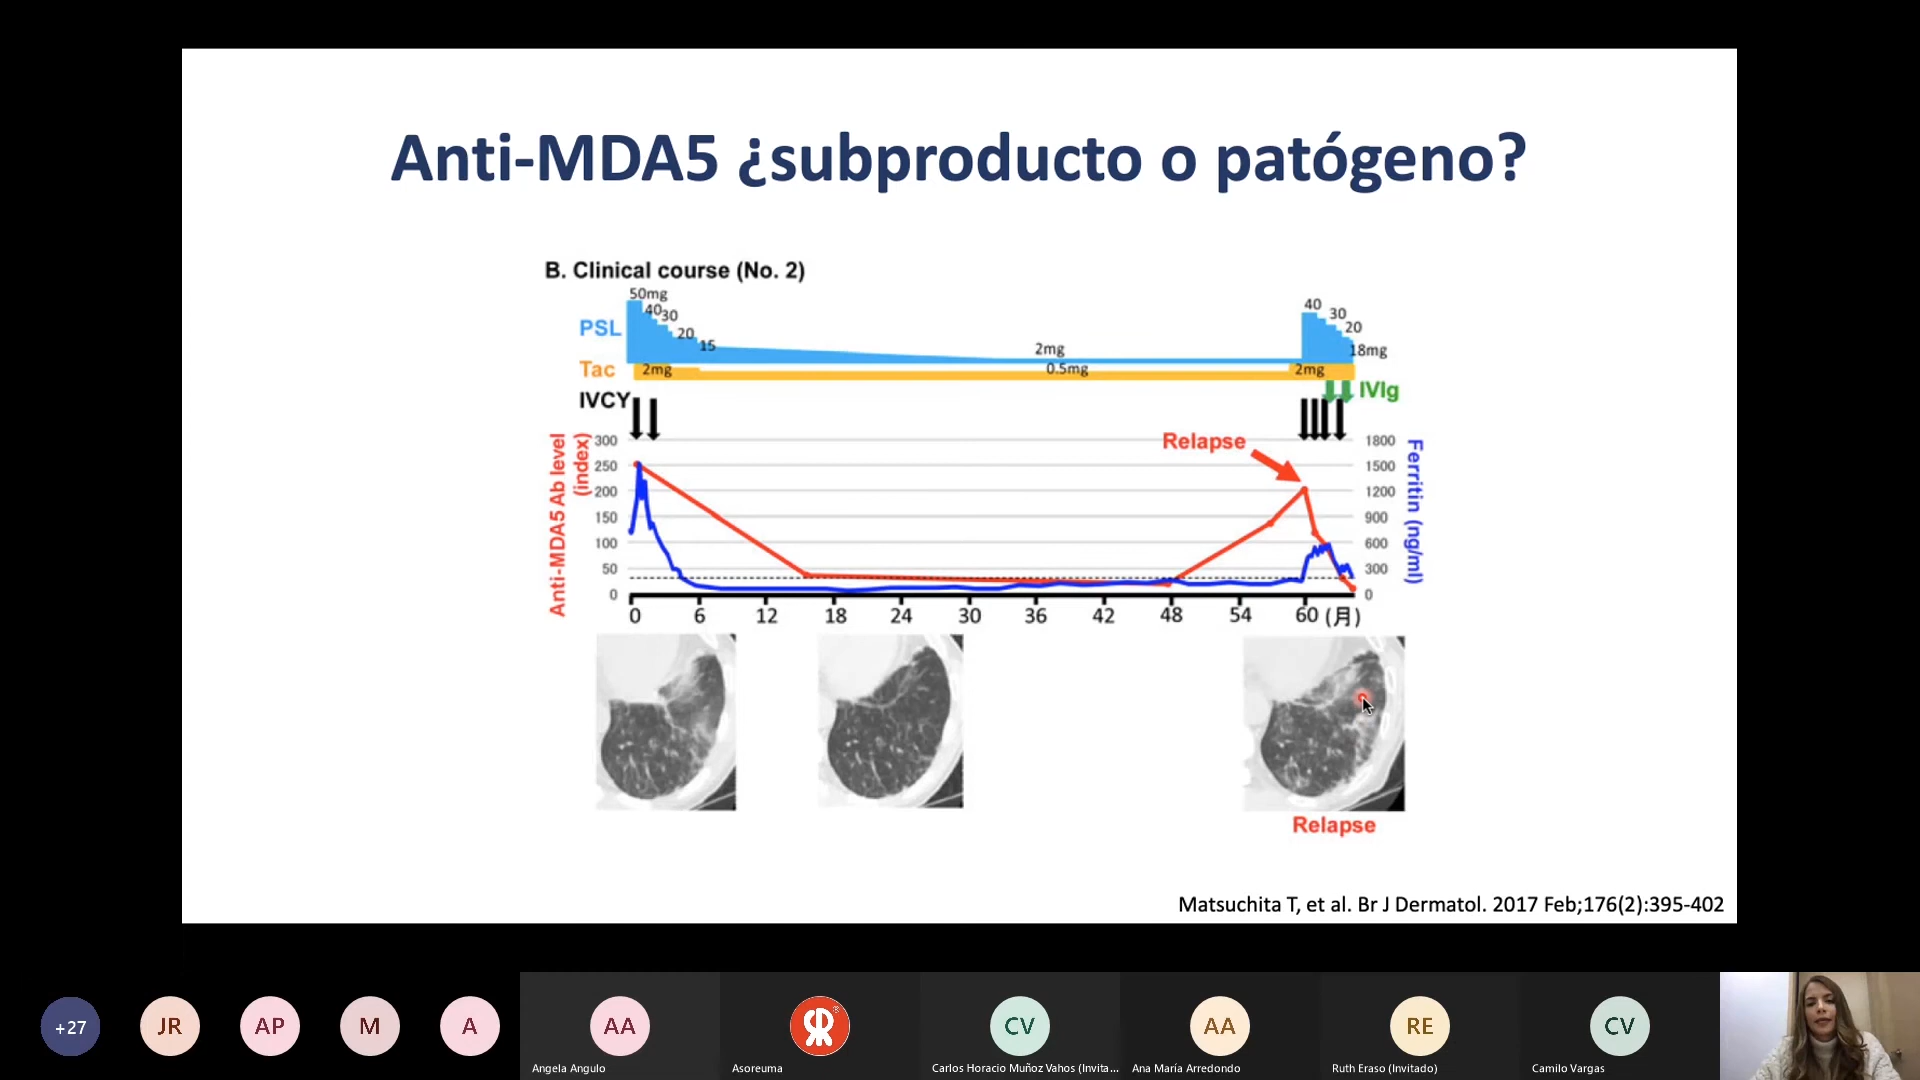 Anti-MDA5 ¿subproducto o patógeno?
B. Clinical course (No. 2)
50mg
40
30
20
15
PSL
2mg
40
30
20
18mg
Tac
2mg
0.5mg
2mg
IVCY
IVIg
Anti-MDA5 Ab level
(index)
300
250
200
150
100
50
0
Relapse
1800
1500
1200
900
600
300
0
Ferritin (ng/ml)
0 6 12 18 24 30 36 42 48 54 60 (月)
Relapse
Matsuchita T, et al. Br J Dermatol. 2017 Feb;176(2):395-402
+27
JR
AP
M
A
AA
CV
AA
RE
CV
Angela Angulo
Asoreuma
Carlos Horacio Muñoz Vahos (Invita...
Ana María Arredondo
Ruth Eraso (Invitado)
Camilo Vargas